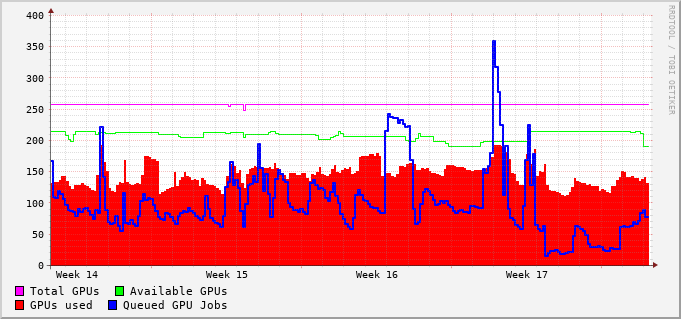 400
350
300
250
200
150
100
50
0
Week 14 Week 15 Week 16 Week 17
Total GPUs Available GPUs
GPUs used Queued GPU Jobs
RRDTOOL / TOBI OETIKER